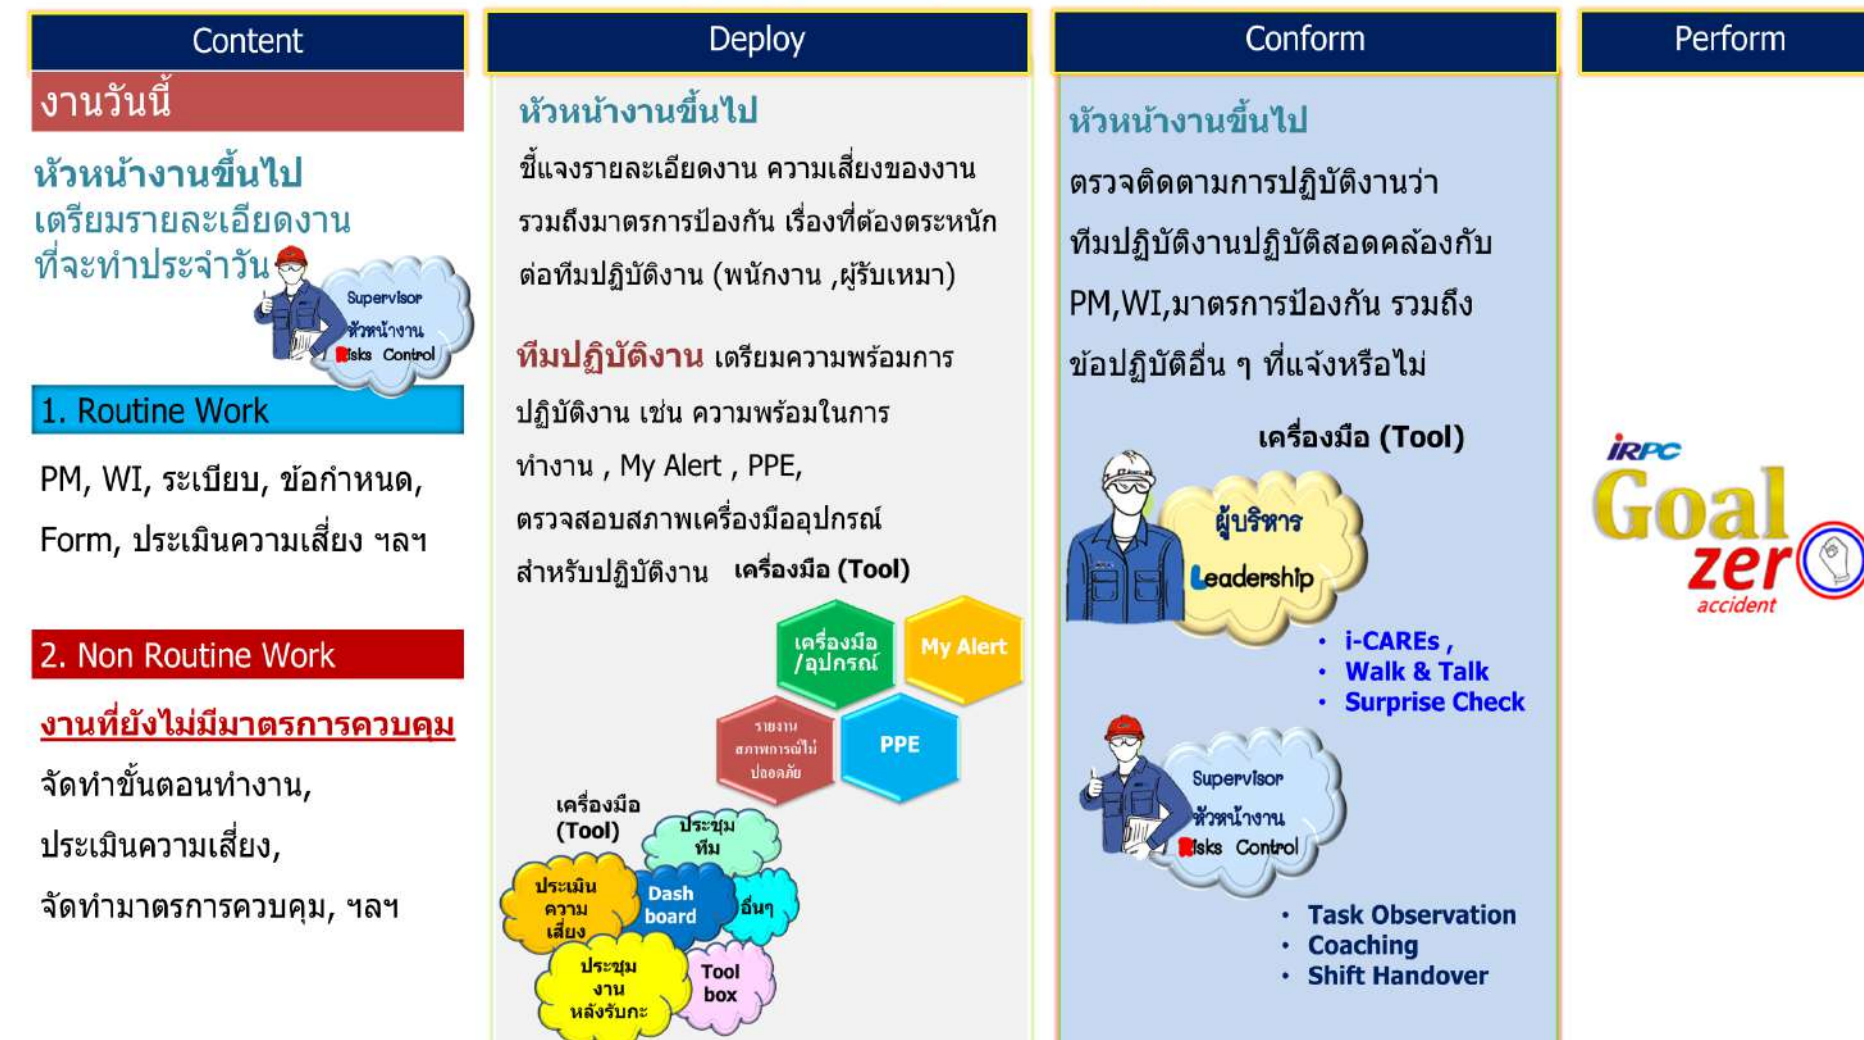 Content
งานวันนี้
หัวหน้างานขึ้นไป
เตรียมรายละเอียดงาน
ที่จะทำประจำวัน
Supervisor
หัวหน้างาน
Risks Control
1. Routine Work
PM, WI, ระเบียบ, ข้อกำหนด,
Form, ประเมินความเสี่ยง ฯลฯ
2. Non Routine Work
งานที่ยังไม่มีมาตรการควบคุม
จัดทำขั้นตอนทำงาน,
ประเมินความเสี่ยง,
จัดทำมาตรการควบคุม, ฯลฯ
Deploy
หัวหน้างานขึ้นไป
ชี้แจงรายละเอียดงาน ความเสี่ยงของงาน
รวมถึงมาตรการป้องกัน เรื่องที่ต้องตระหนัก
ต่อทีมปฏิบัติงาน (พนักงาน ,ผู้รับเหมา)
ทีมปฏิบัติงาน เตรียมความพร้อมการ
ปฏิบัติงาน เช่น ความพร้อมในการ
ทำงาน , My Alert , PPE,
ตรวจสอบสภาพเครื่องมืออุปกรณ์
สำหรับปฏิบัติงาน เครื่องมือ (Tool)
เครื่องมือ
/อุปกรณ์
My Alert
รายงาน
สภาพการณ์ไม่
ปลอดภัย
PPE
เครื่องมือ
(Tool)
ประชุม
ทีม
ประเมิน
ความ
เสี่ยง
Dash
board
อื่นๆ
ประชุม
งาน
หลังรับกะ
Tool
box
Conform
หัวหน้างานขึ้นไป
ตรวจติดตามการปฏิบัติงานว่า
ทีมปฏิบัติงานปฏิบัติสอดคล้องกับ
PM,WI,มาตรการป้องกัน รวมถึง
ข้อปฏิบัติอื่น ๆ ที่แจ้งหรือไม่
เครื่องมือ (Tool)
ผู้บริหาร
Leadership
• i-CAREs ,
• Walk & Talk
• Surprise Check
Supervisor
หัวหน้างาน
Risks Control
• Task Observation
• Coaching
• Shift Handover
Perform
iRPC
Goal
zero
accident